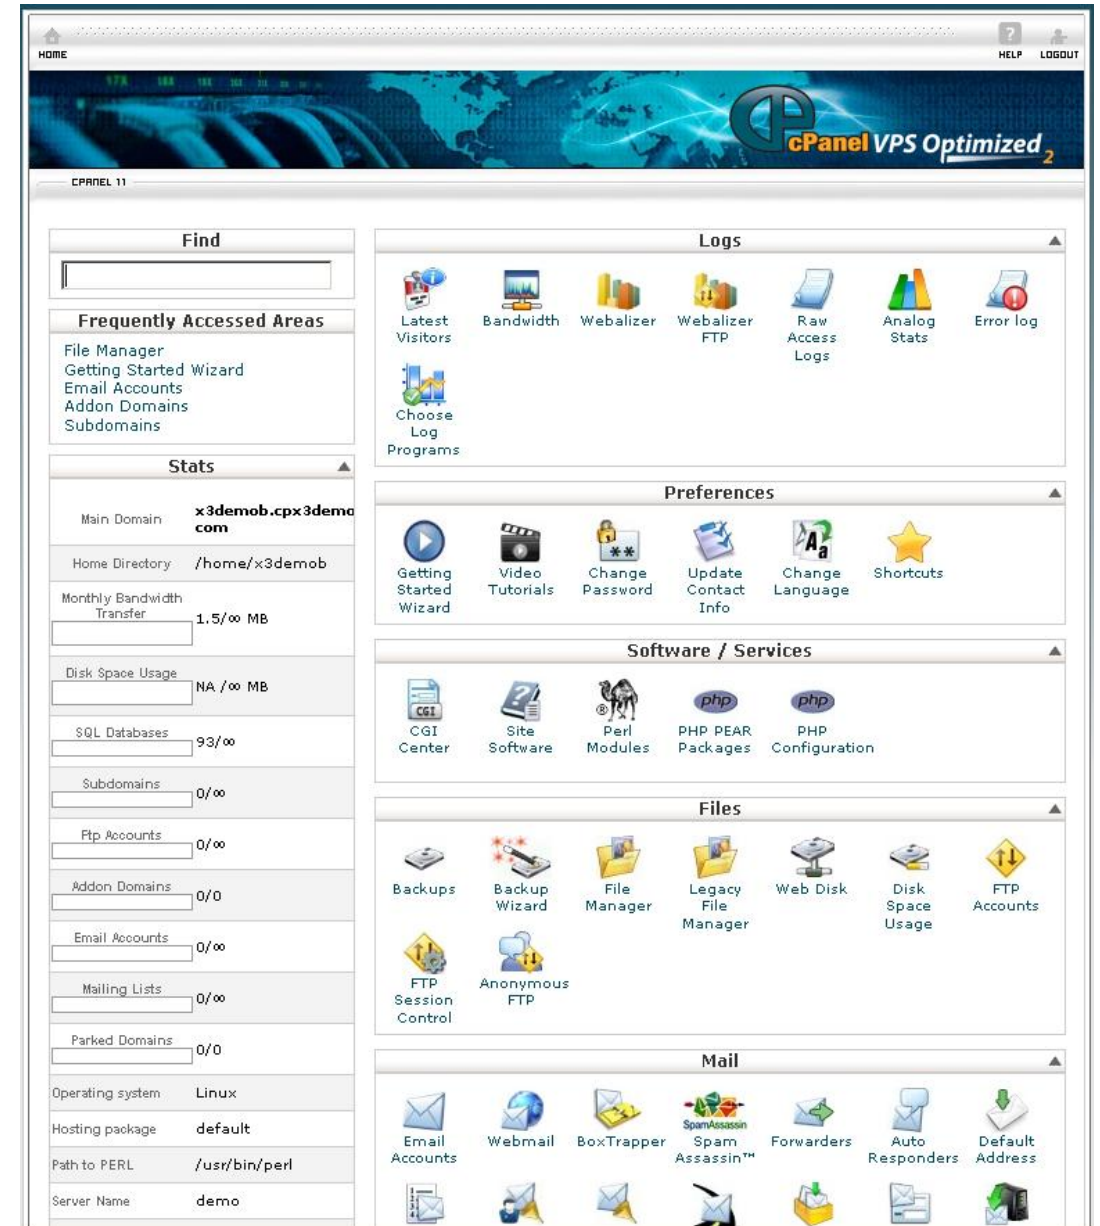 HOME
HELP
LOGOUT
cPanel VPS Optimized 2
CPANEL 11
Find
Frequently Accessed Areas
File Manager
Getting Started Wizard
Email Accounts
Addon Domains
Subdomains
Stats
Main Domain x3demob.cpx3demo
com
Home Directory /home/x3demob
Monthly Bandwidth
Transfer
1.5/∞ MB
Disk Space Usage
NA /∞ MB
SQL Databases
93/∞
Subdomains
0/∞
Ftp Accounts
0/∞
Addon Domains
0/0
Email Accounts
0/∞
Mailing Lists
0/∞
Parked Domains
0/0
Operating system Linux
Hosting package default
Path to PERL /usr/bin/perl
Server Name demo
Logs
Latest
Visitors
Bandwidth
Webalizer
Webalizer
FTP
Raw
Access
Logs
Analog
Stats
Error log
Choose
Log
Programs
Preferences
Getting
Started
Wizard
Video
Tutorials
Change
Password
Update
Contact
Info
Change
Language
Shortcuts
Software / Services
CGI
CGI
Center
Site
Software
®
Perl
Modules
php
PHP PEAR
Packages
php
PHP
Configuration
Files
Backups
Backup
Wizard
File
Manager
Legacy
File
Manager
Web Disk
Disk
Space
Usage
FTP
Accounts
FTP
Session
Control
Anonymous
FTP
Mail
Email
Accounts
Webmail
BoxTrapper
SpamAssassin
Spam
Assassin™
Forwarders
Auto
Responders
Default
Address